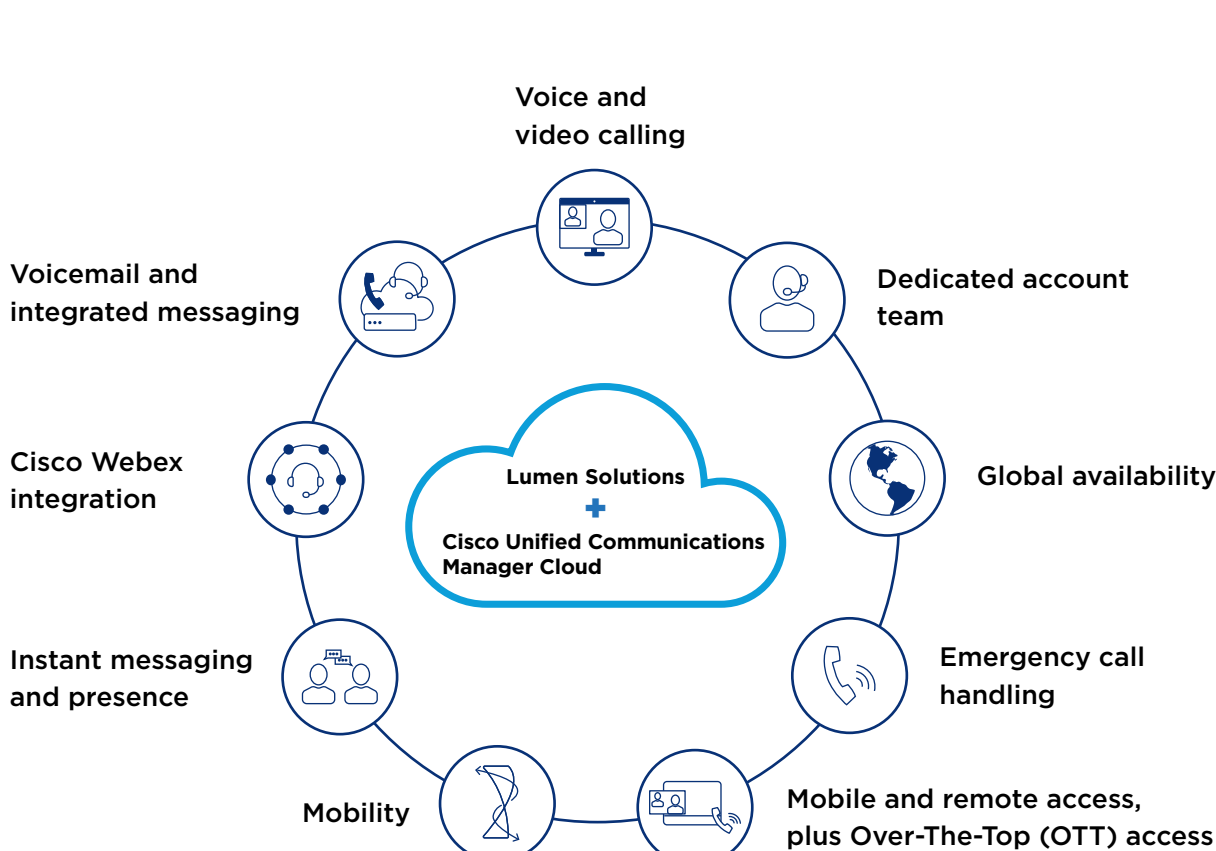 Voice and
video calling
Dedicated account
team
Global availability
Emergency call
handling
Mobile and remote access,
plus Over-The-Top (OTT) access
Mobility
Instant messaging
and presence
Cisco Webex
integration
Voicemail and
integrated messaging
Lumen Solutions
+
Cisco Unified Communications
Manager Cloud